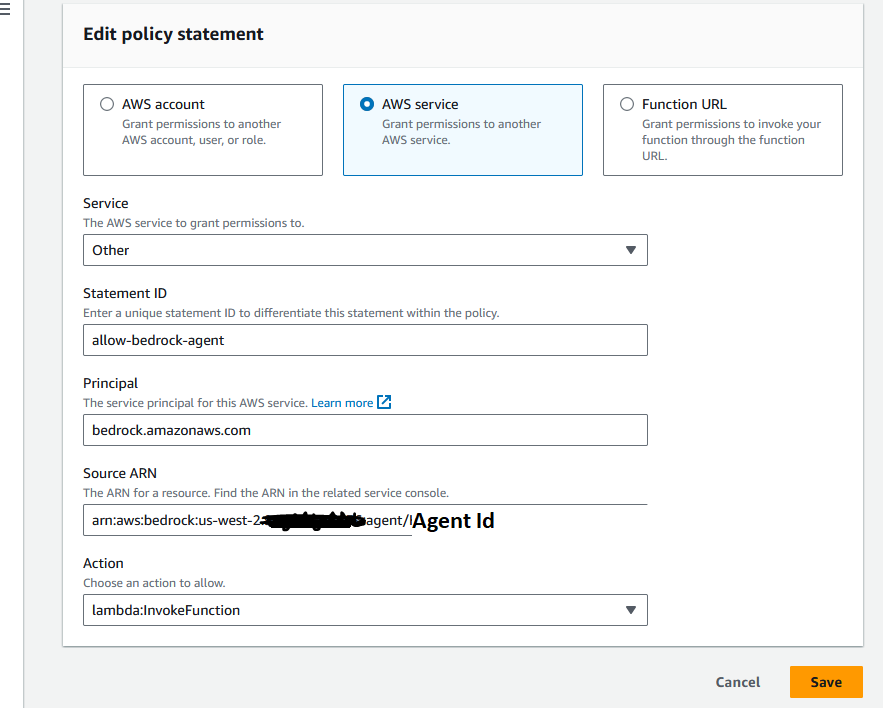 Edit policy statement
AWS account
Grant permissions to another
AWS account, user, or role.
AWS service
Grant permissions to another
AWS service.
Function URL
Grant permissions to invoke your
function through the function
URL.
Service
The AWS service to grant permissions to.
Other
Statement ID
Enter a unique statement ID to differentiate this statement within the policy.
allow-bedrock-agent
Principal
The service principal for this AWS service. Learn more
bedrock.amazonaws.com
Source ARN
The ARN for a resource. Find the ARN in the related service console.
arn:aws:bedrock:us-west-2 agent/ Agent Id
Action
Choose an action to allow.
lambda:InvokeFunction
Cancel
Save